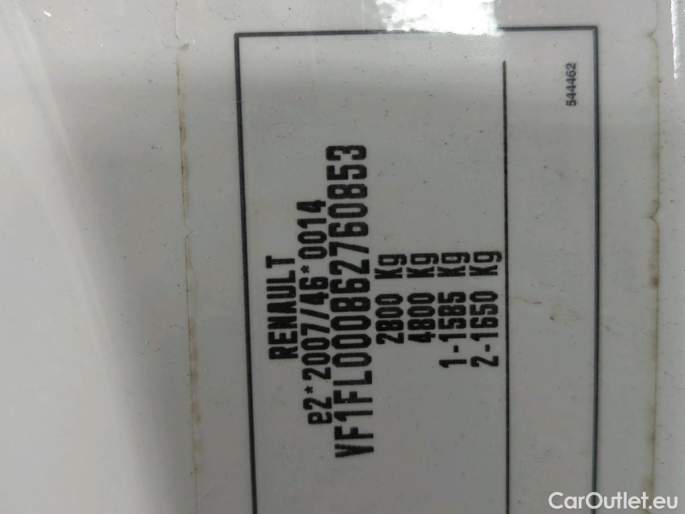 RENAULT
e2*2007/46*0014
VF1FL000862760853
2800 Kg
4800 Kg
1-1585 Kg
2-1650 Kg
544462
CarOutlet.eu